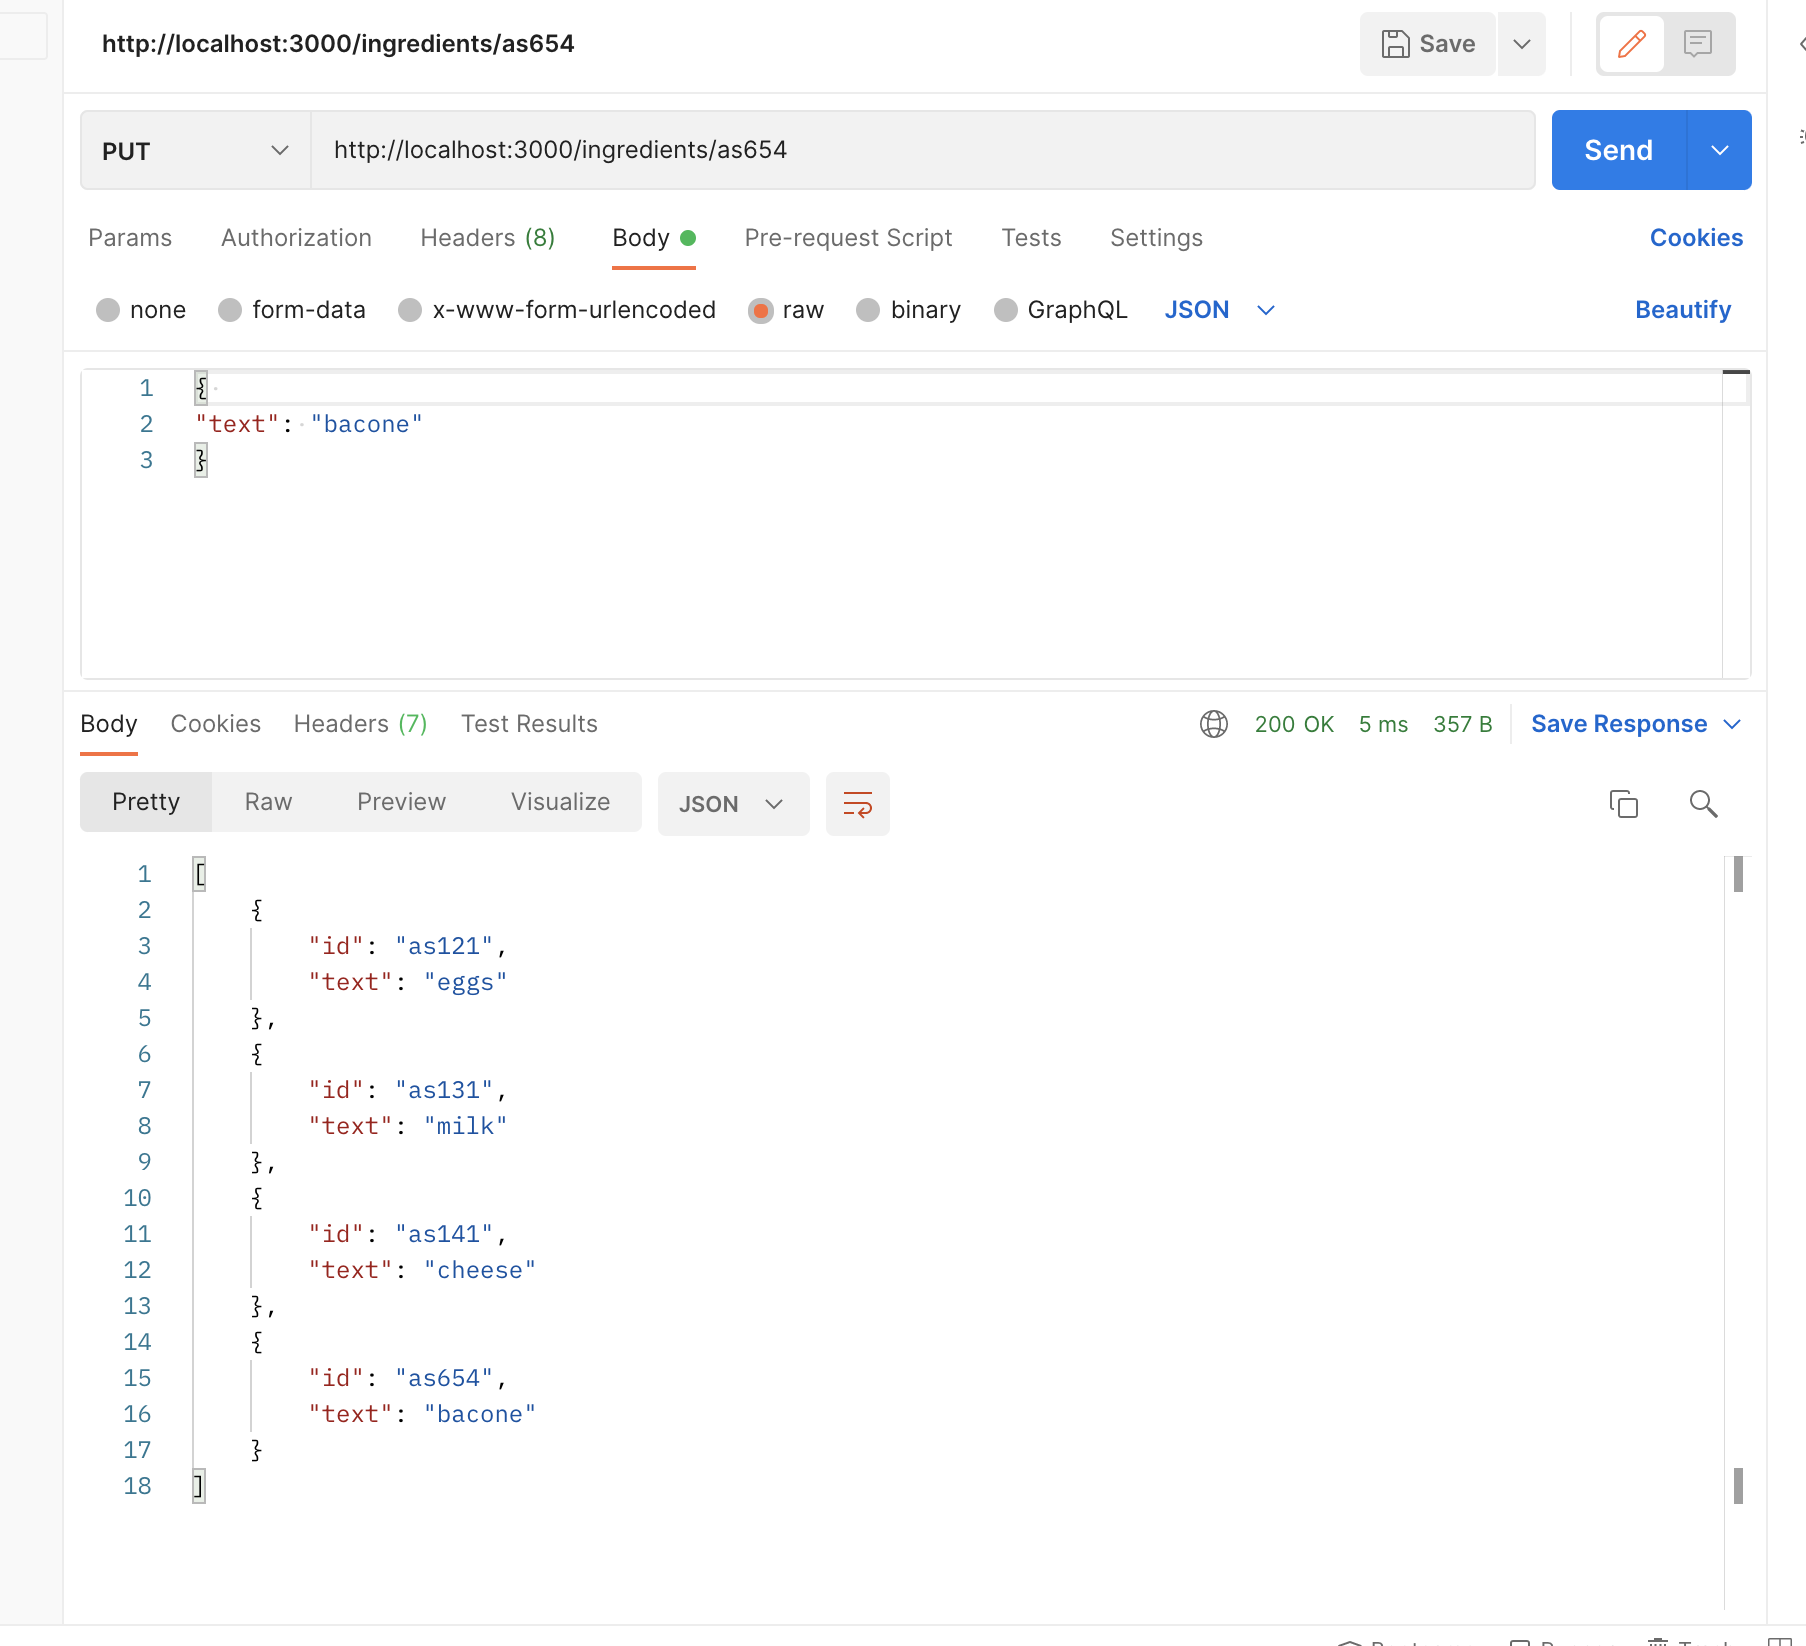 http://localhost:3000/ingredients/as654
Save
PUT
http://localhost:3000/ingredients/as654
Send
Params Authorization Headers (8) Body Pre-request Script Tests Settings Cookies
none form-data x-www-form-urlencoded raw binary GraphQL JSON Beautify
1 {
2 "text": "bacone"
3 }
Body Cookies Headers (7) Test Results 200 OK 5 ms 357 B Save Response
Pretty Raw Preview Visualize JSON
1 [
2 {
3 "id": "as121",
4 "text": "eggs"
5 },
6 {
7 "id": "as131",
8 "text": "milk"
9 },
10 {
11 "id": "as141",
12 "text": "cheese"
13 },
14 {
15 "id": "as654",
16 "text": "bacone"
17 }
18 ]